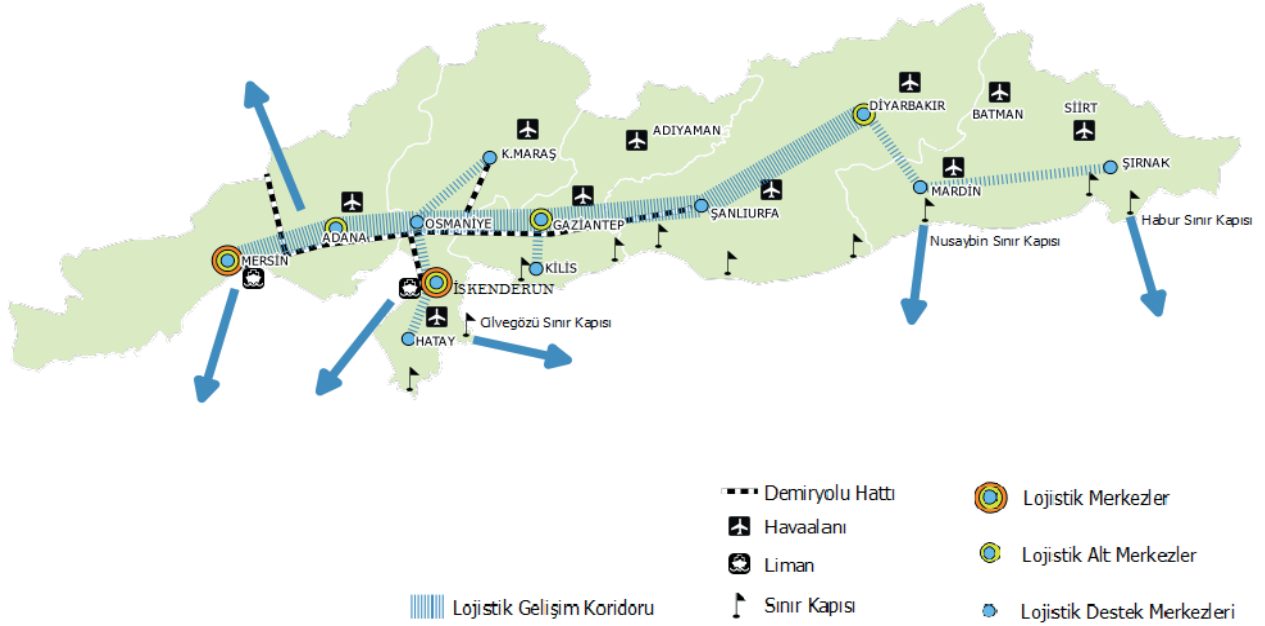 DİYARBAKIR
BATMAN
SİİRT
ADIYAMAN
K.MARAŞ
ŞIRNAK
MARDİN
ŞANLIURFA
Habur Sınır Kapısı
OSMANİYE
GAZİANTEP
ADANA
Nusaybin Sınır Kapısı
MERSİN
KİLİS
İSKENDERUN
Cilvegözü Sınır Kapısı
HATAY
Demiryolu Hattı
Havaalanı
Liman
Sınır Kapısı
Lojistik Gelişim Koridoru
Lojistik Merkezler
Lojistik Alt Merkezler
Lojistik Destek Merkezleri